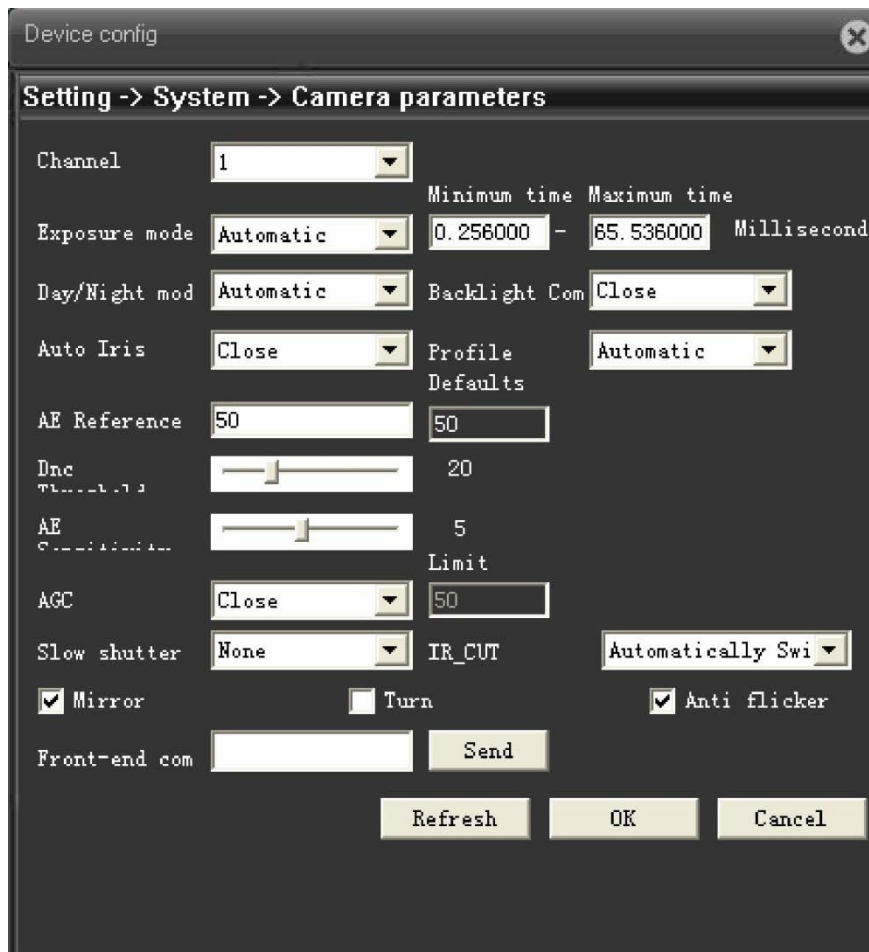 Device config
Setting -> System -> Camera parameters
Channel
1
Minimum time Maximum time
Exposure mode
Automatic
0.256000 - 65.536000 Millisecond
Day/Night mod
Automatic
Backlight Com
Close
Auto Iris
Close
Profile
Automatic
Defaults
AE Reference
50
50
Dnc
20
AE
5
Limit
AGC
Close
50
Slow shutter
None
IR_CUT
Automatically Swi
Mirror
Turn
Anti flicker
Front-end com
Send
Refresh
OK
Cancel